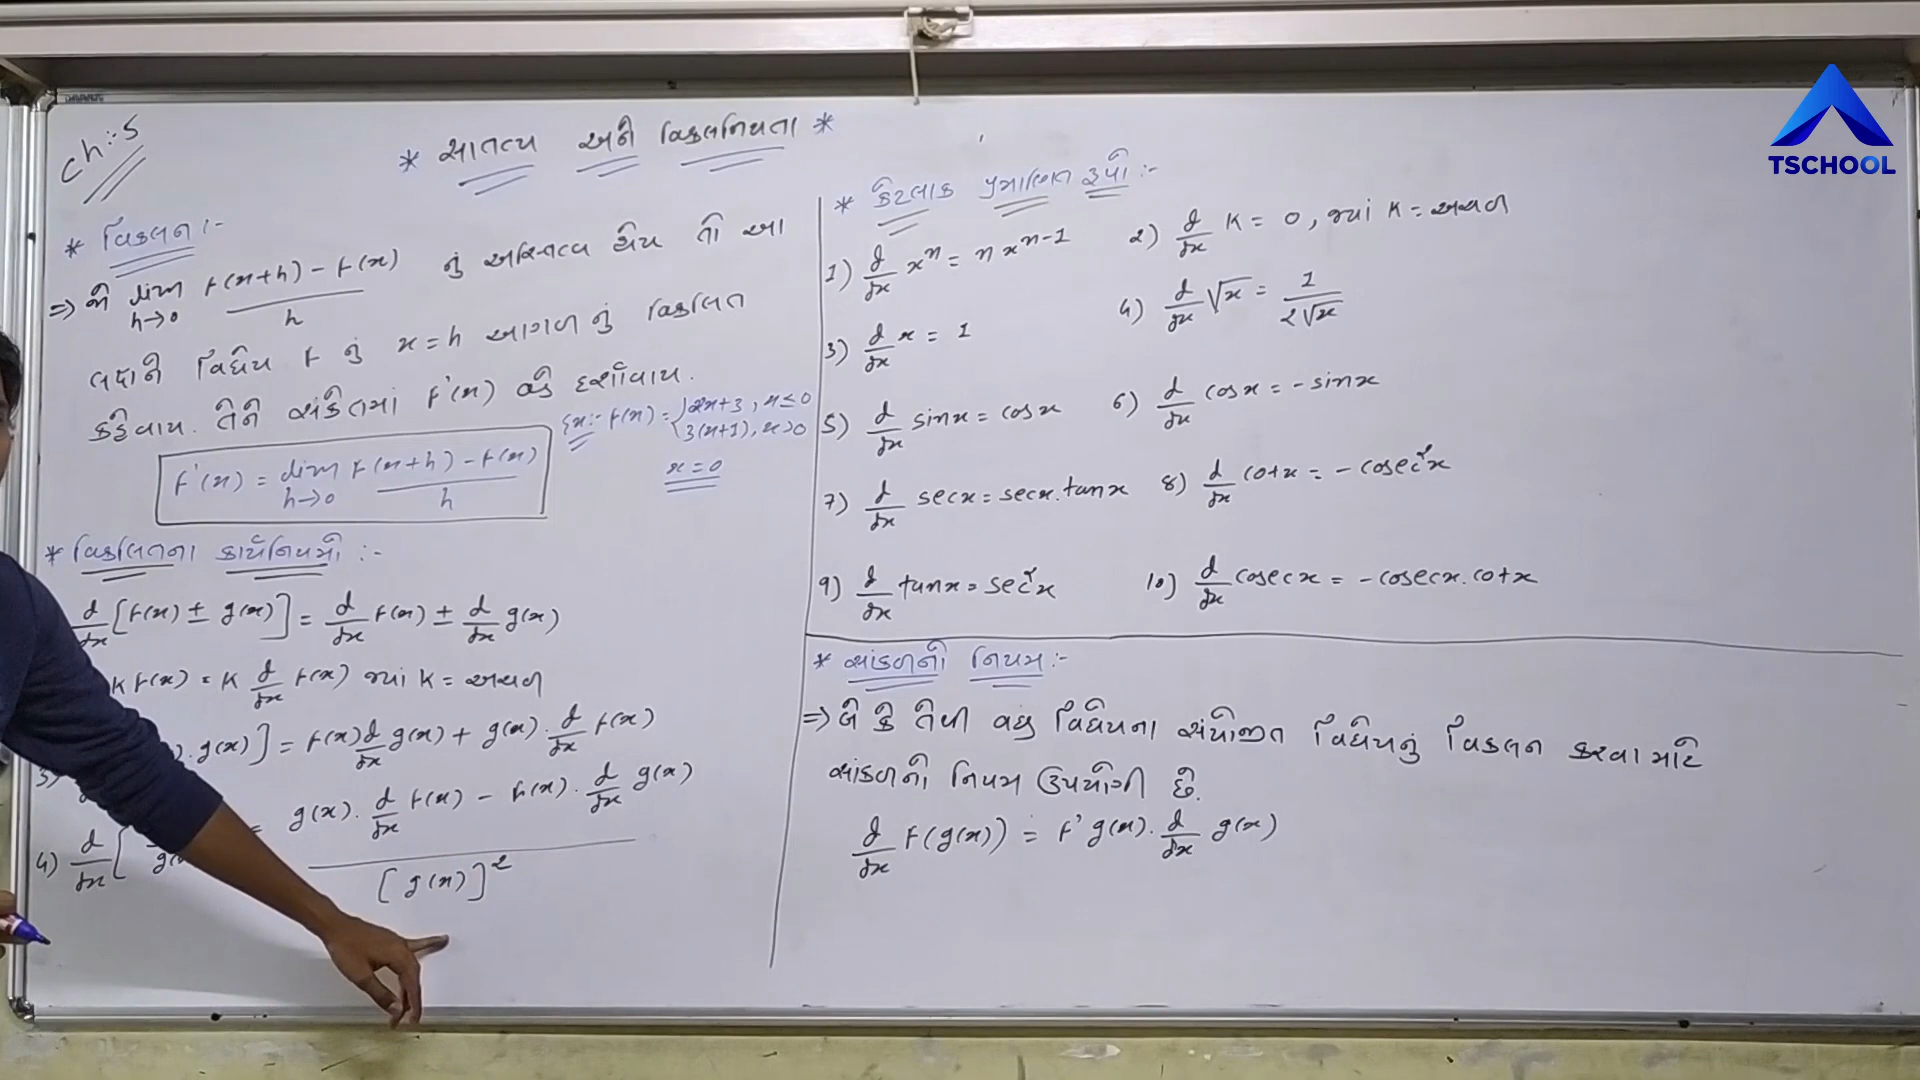 ch:5
* સાતત્ય અને વિકલનિયતા *
* વિકલન :-
⇒ જો lim h→0 f(x+h) - f(x) / h નું અસ્તિત્વ હોય તો આ
લક્ષને વિધેય f નું x = h આગળ નું વિકલિત
કહેવાય. તેને સંકેતમાં f'(x) વડે દર્શાવાય.
f'(x) = lim h→0 f(x+h) - f(x) / h
Ex:- f(x) = { 2x+3, x ≤ 0
3(x+1), x > 0
x = 0
* વિકલિતના કાર્યનિયમો :-
d/dx [f(x) ± g(x)] = d/dx f(x) ± d/dx g(x)
k f(x) = k d/dx f(x) જ્યાં k = અચળ
3) . g(x)] = f(x) d/dx g(x) + g(x) . d/dx f(x)
4) d/dx [ = g(x) . d/dx f(x) - f(x) . d/dx g(x) / [g(x)]²
* કેટલાક પ્રમાણિત રૂપો :-
1) d/dx xⁿ = n xⁿ⁻¹
2) d/dx k = 0, જ્યાં k = અચળ
3) d/dx x = 1
4) d/dx √x = 1 / 2√x
5) d/dx sinx = cosx
6) d/dx cosx = - sinx
7) d/dx secx = secx . tanx
8) d/dx cotx = - cosec²x
9) d/dx tanx = sec²x
10) d/dx cosecx = - cosecx . cotx
* સાંકળનો નિયમ :-
⇒ બે કે તેથી વધુ વિધેયના સંયોજીત વિધેયનું વિકલન કરવા માટે
સાંકળનો નિયમ ઉપયોગી છે.
d/dx f(g(x)) = f' g(x) . d/dx g(x)
TSCHOOL